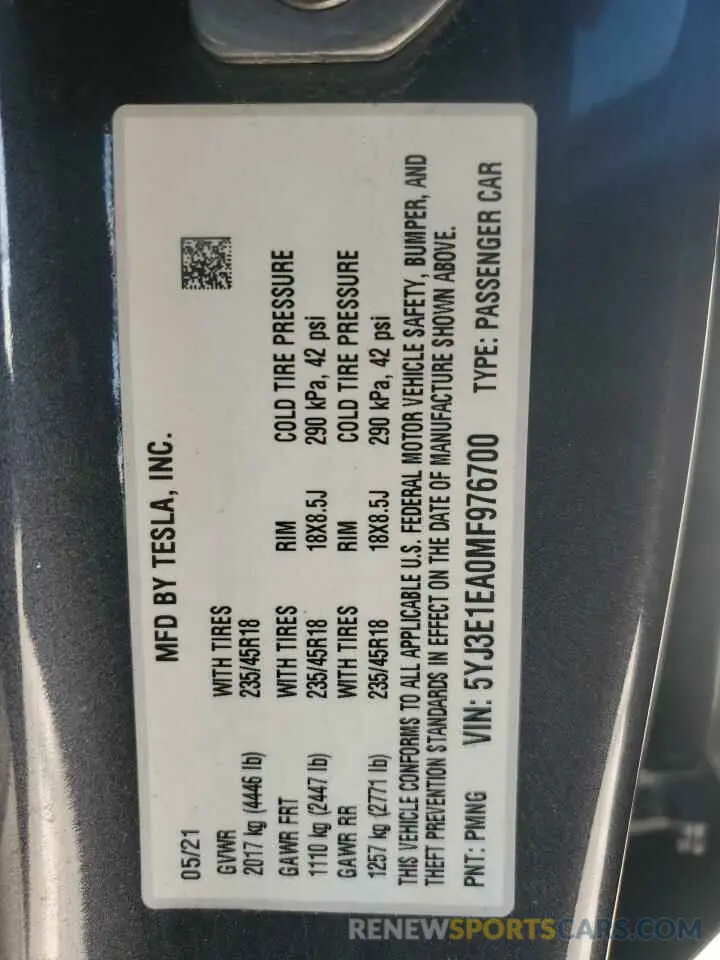 MFD BY TESLA, INC.
05/21
GVWR WITH TIRES
2017 kg (4446 lb) 235/45R18
GAWR FRT WITH TIRES RIM COLD TIRE PRESSURE
1110 kg (2447 lb) 235/45R18 18X8.5J 290 kPa, 42 psi
GAWR RR WITH TIRES RIM COLD TIRE PRESSURE
1257 kg (2771 lb) 235/45R18 18X8.5J 290 kPa, 42 psi
THIS VEHICLE CONFORMS TO ALL APPLICABLE U.S. FEDERAL MOTOR VEHICLE SAFETY, BUMPER, AND
THEFT PREVENTION STANDARDS IN EFFECT ON THE DATE OF MANUFACTURE SHOWN ABOVE.
PNT: PMNG VIN: 5YJ3E1EA0MF976700 TYPE: PASSENGER CAR
RENEWSPORTSCARS.COM